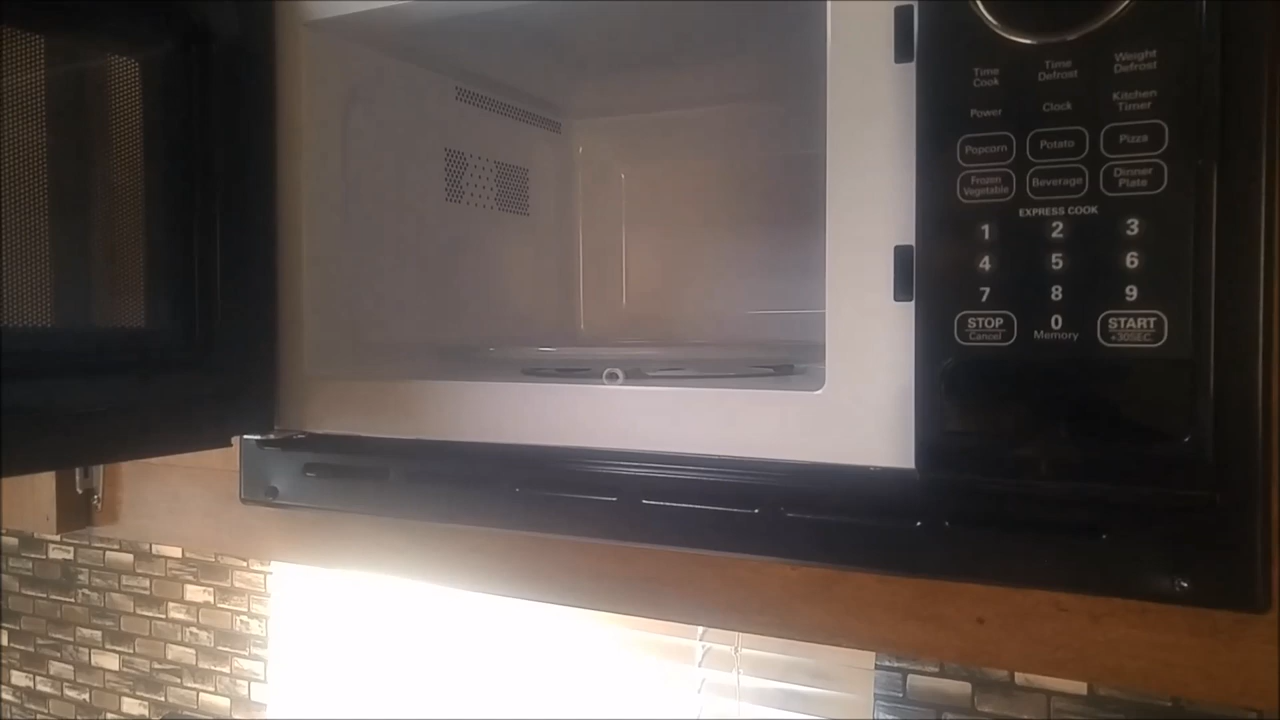 Time Cook
Time Defrost
Weight Defrost
Power
Clock
Kitchen Timer
Popcorn
Potato
Pizza
Frozen Vegetable
Beverage
Dinner Plate
EXPRESS COOK
1 2 3
4 5 6
7 8 9
STOP
Cancel
0
Memory
START
+30SEC